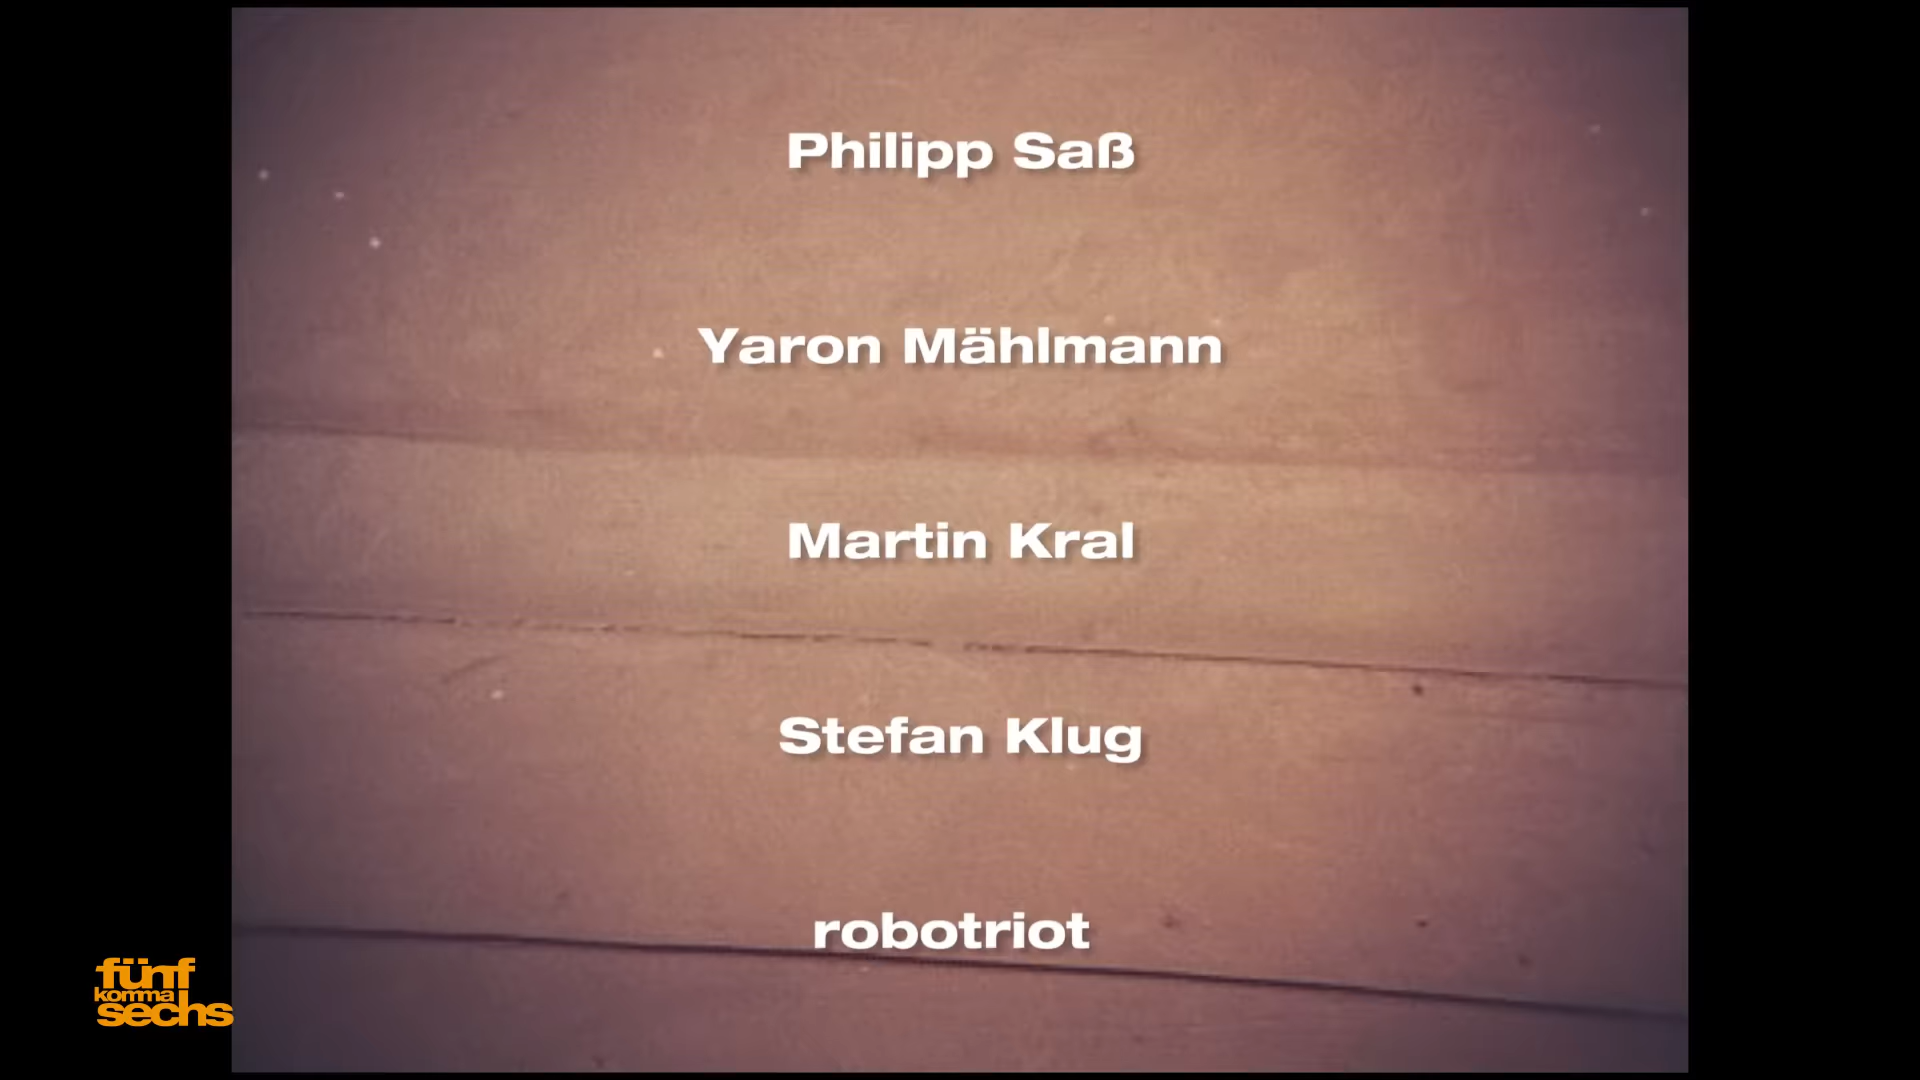 Philipp Saß
Yaron Mählmann
Martin Kral
Stefan Klug
robotriot
fünf
komma
sechs